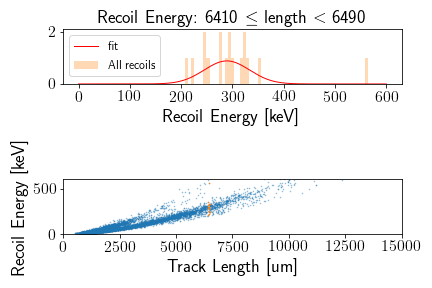 Recoil Energy: 6410 ≤ length < 6490
2
0
fit
All recoils
0 100 200 300 400 500 600
Recoil Energy [keV]
Recoil Energy [keV]
500
0
0 2500 5000 7500 10000 12500 15000
Track Length [um]